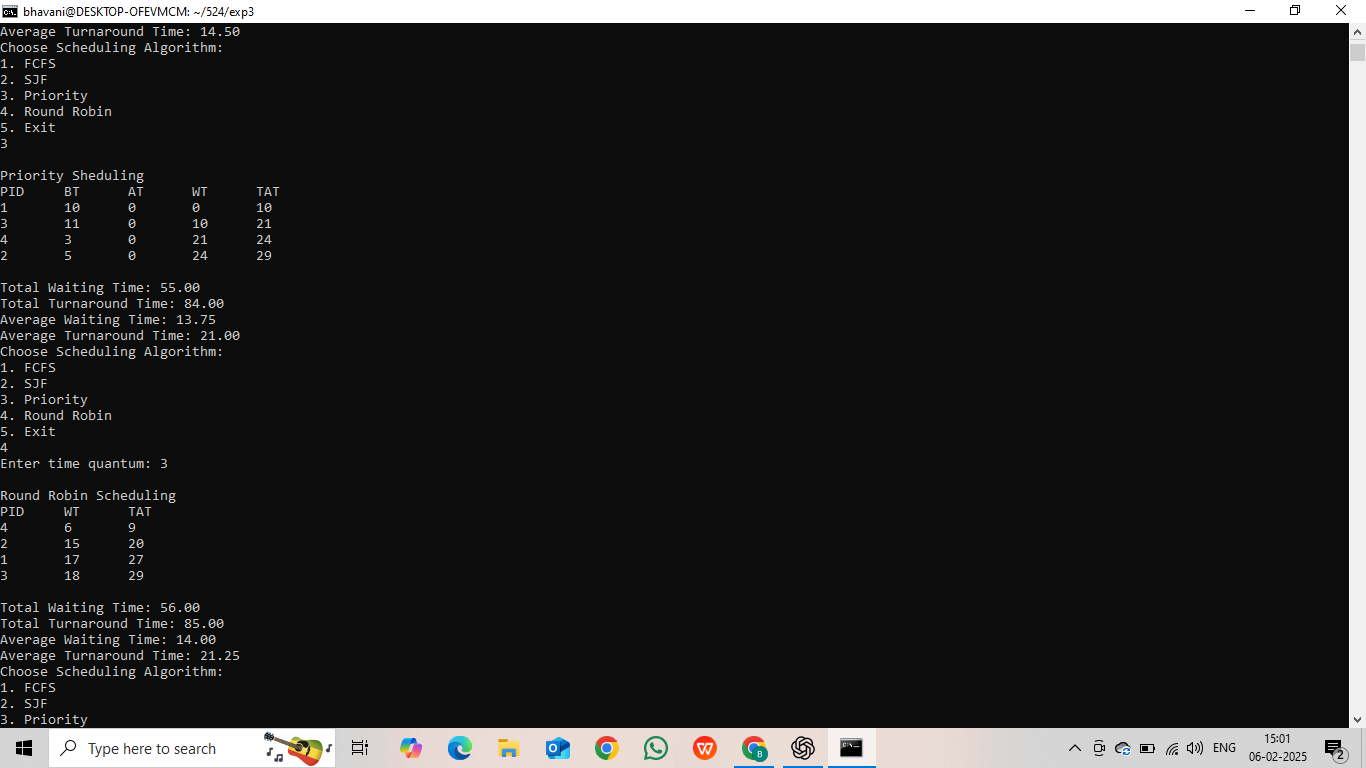 bhavani@DESKTOP-OFEVMCM: ~/524/exp3
Average Turnaround Time: 14.50
Choose Scheduling Algorithm:
1. FCFS
2. SJF
3. Priority
4. Round Robin
5. Exit
3
Priority Sheduling
PID BT AT WT TAT
1 10 0 0 10
3 11 0 10 21
4 3 0 21 24
2 5 0 24 29
Total Waiting Time: 55.00
Total Turnaround Time: 84.00
Average Waiting Time: 13.75
Average Turnaround Time: 21.00
Choose Scheduling Algorithm:
1. FCFS
2. SJF
3. Priority
4. Round Robin
5. Exit
4
Enter time quantum: 3
Round Robin Scheduling
PID WT TAT
4 6 9
2 15 20
1 17 27
3 18 29
Total Waiting Time: 56.00
Total Turnaround Time: 85.00
Average Waiting Time: 14.00
Average Turnaround Time: 21.25
Choose Scheduling Algorithm:
1. FCFS
2. SJF
3. Priority
Type here to search
ENG
15:01
06-02-2025
2